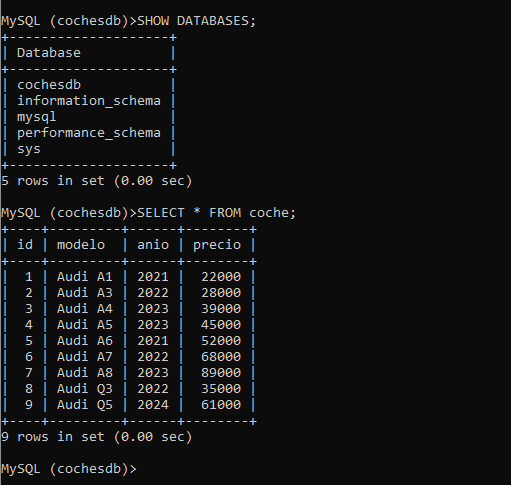 MySQL (cochesdb)>SHOW DATABASES;
+--------------------+
| Database           |
+--------------------+
| cochesdb           |
| information_schema |
| mysql              |
| performance_schema |
| sys                |
+--------------------+
5 rows in set (0.00 sec)

MySQL (cochesdb)>SELECT * FROM coche;
+----+---------+------+--------+
| id | modelo  | anio | precio |
+----+---------+------+--------+
|  1 | Audi A1 | 2021 |  22000 |
|  2 | Audi A3 | 2022 |  28000 |
|  3 | Audi A4 | 2023 |  39000 |
|  4 | Audi A5 | 2023 |  45000 |
|  5 | Audi A6 | 2021 |  52000 |
|  6 | Audi A7 | 2022 |  68000 |
|  7 | Audi A8 | 2023 |  89000 |
|  8 | Audi Q3 | 2022 |  35000 |
|  9 | Audi Q5 | 2024 |  61000 |
+----+---------+------+--------+
9 rows in set (0.00 sec)

MySQL (cochesdb)>